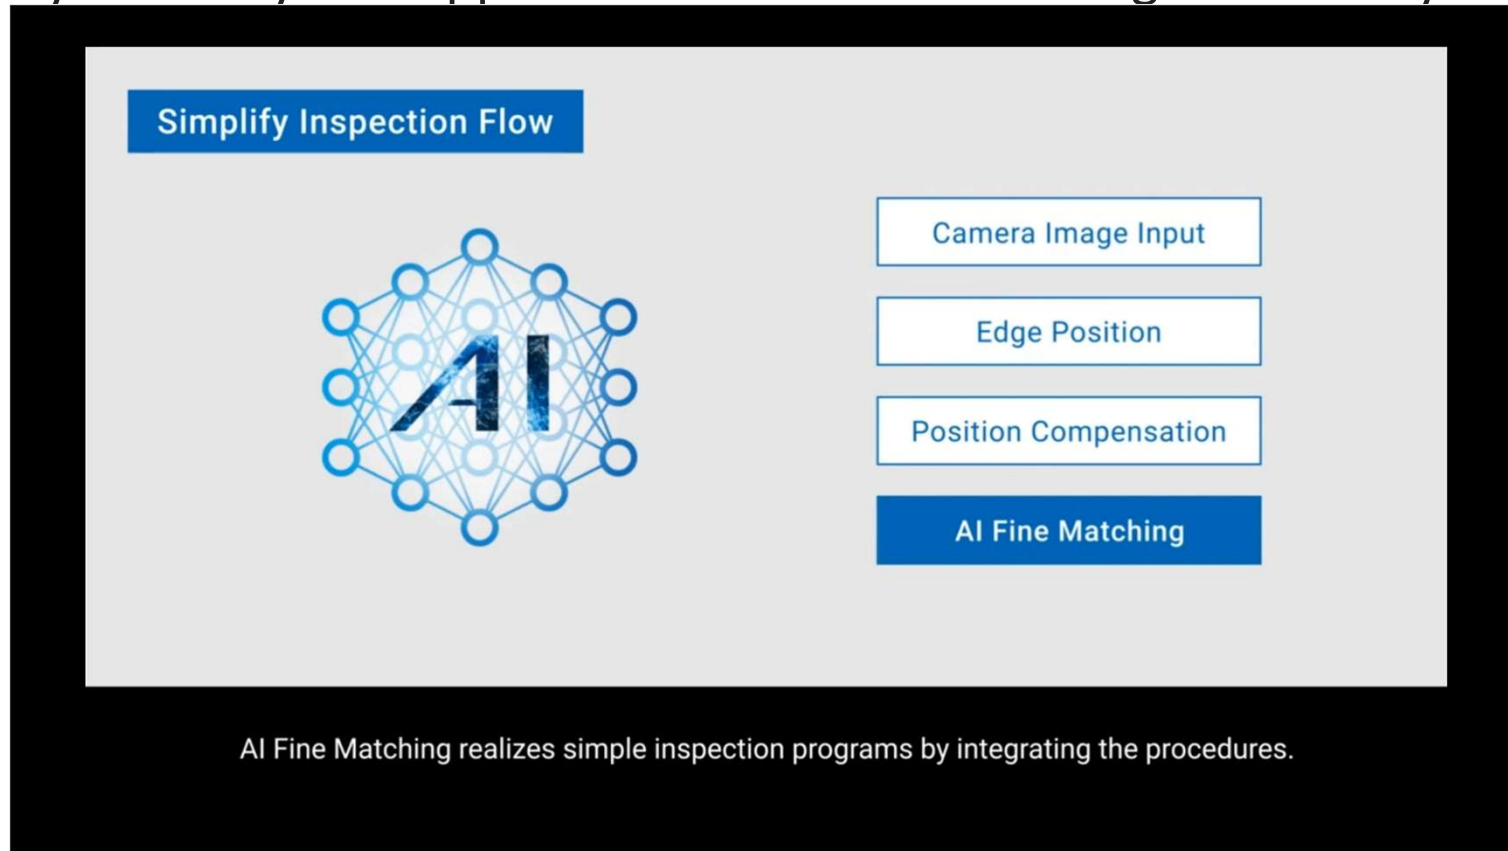 Simplify Inspection Flow
AI
Camera Image Input
Edge Position
Position Compensation
AI Fine Matching
AI Fine Matching realizes simple inspection programs by integrating the procedures.